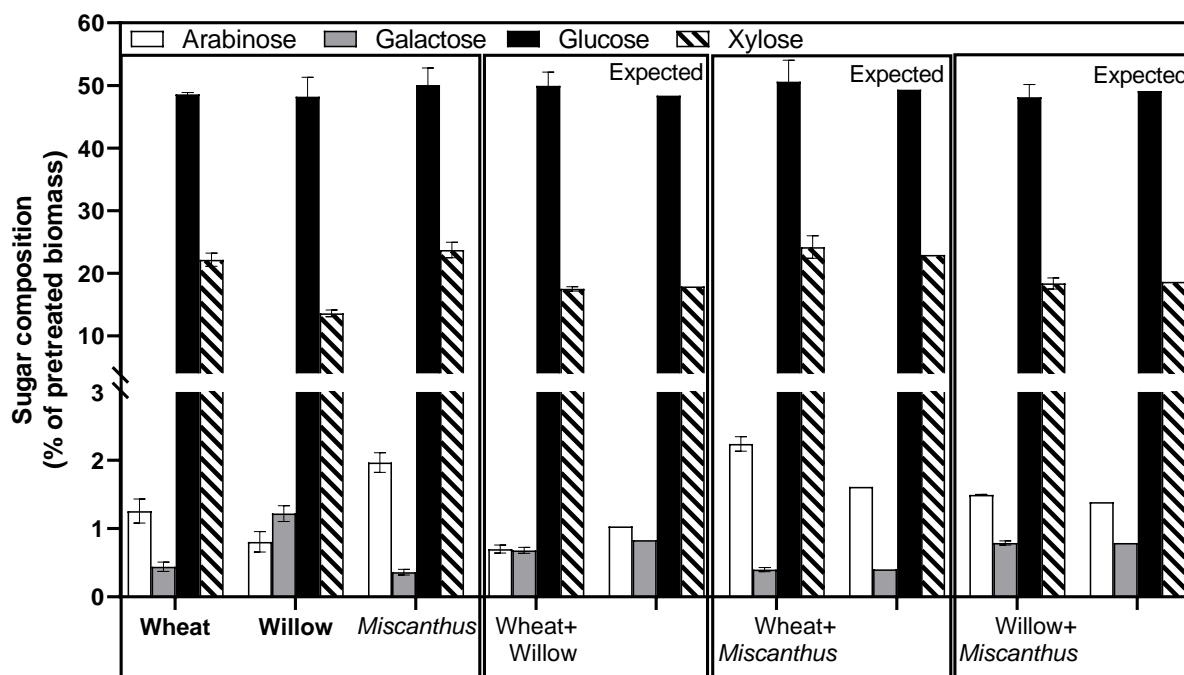 Sugar composition
(% of pretreated biomass)
60
50
40
30
20
10
3
2
1
0
Arabinose Galactose Glucose Xylose
Expected Expected Expected
Wheat Willow Miscanthus Wheat+ Wheat+ Willow+
Willow Miscanthus Miscanthus